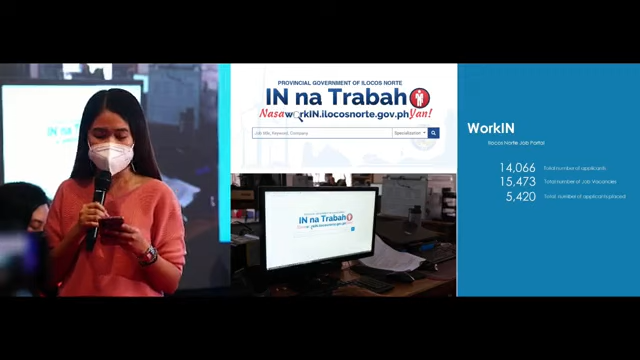 PROVINCIAL GOVERNMENT OF ILOCOS NORTE
IN na Trabaho
NasaworkIN.ilocosnorte.gov.phYan!
Job title, Keyword, Company
Specialization
IN na Trabaho
WorkIN
Ilocos Norte Job Portal
14,066 Total number of applicants
15,473 Total number of Job Vacancies
5,420 Total number of applicants placed